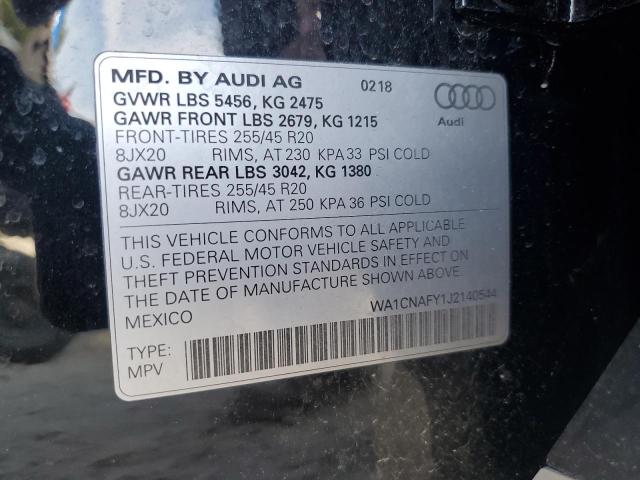 MFD. BY AUDI AG 0218
GVWR LBS 5456, KG 2475
GAWR FRONT LBS 2679, KG 1215
Audi
FRONT-TIRES 255/45 R20
8JX20 RIMS, AT 230 KPA 33 PSI COLD
GAWR REAR LBS 3042, KG 1380
REAR-TIRES 255/45 R20
8JX20 RIMS, AT 250 KPA 36 PSI COLD
THIS VEHICLE CONFORMS TO ALL APPLICABLE
U.S. FEDERAL MOTOR VEHICLE SAFETY AND
THEFT PREVENTION STANDARDS IN EFFECT ON
THE DATE OF MANUFACTURE SHOWN ABOVE.
MEXICO WA1CNAFY1J2140544
TYPE:
MPV